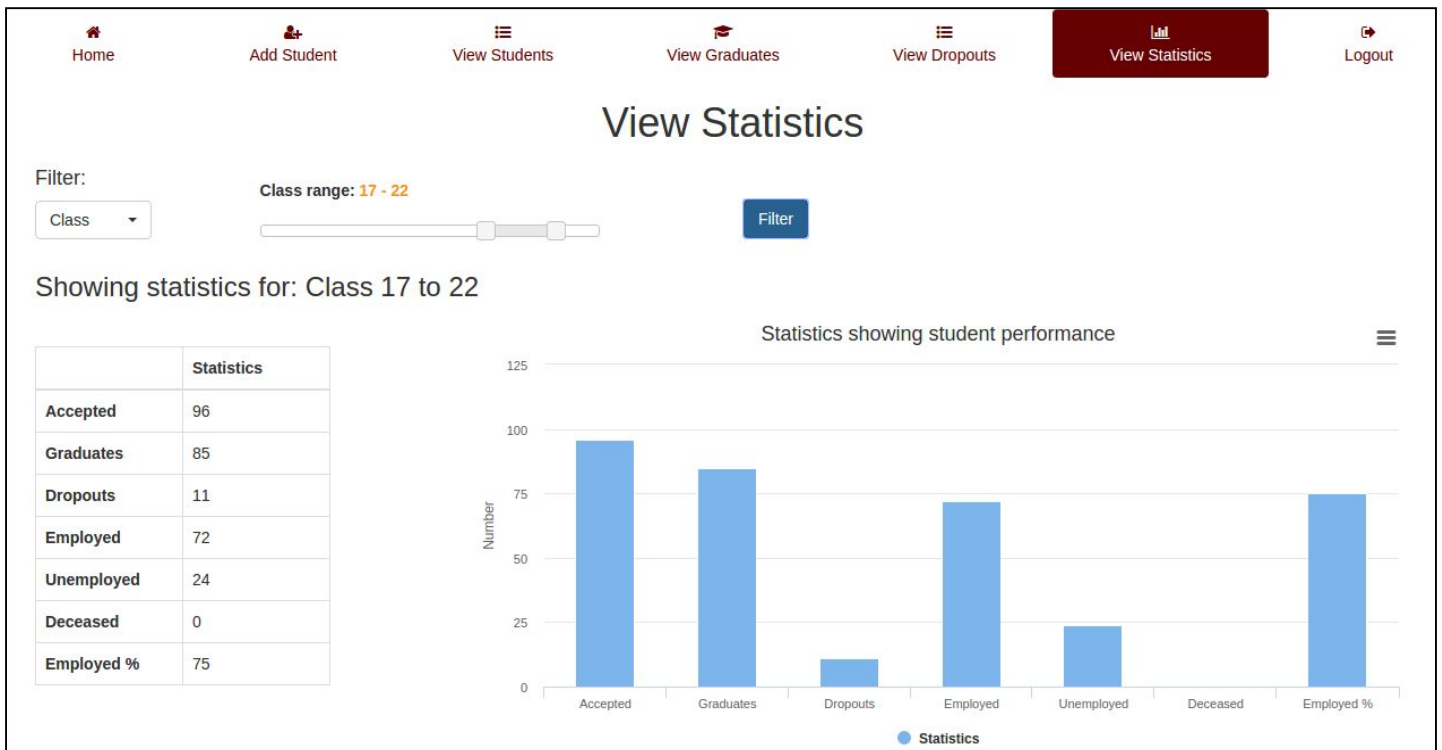 Home Add Student View Students View Graduates View Dropouts View Statistics Logout
View Statistics
Filter:
Class range: 17 - 22
Class
Filter
Showing statistics for: Class 17 to 22
Statistics
Accepted 96
Graduates 85
Dropouts 11
Employed 72
Unemployed 24
Deceased 0
Employed % 75
Statistics showing student performance
125
100
75
50
25
0
Number
Accepted Graduates Dropouts Employed Unemployed Deceased Employed %
Statistics